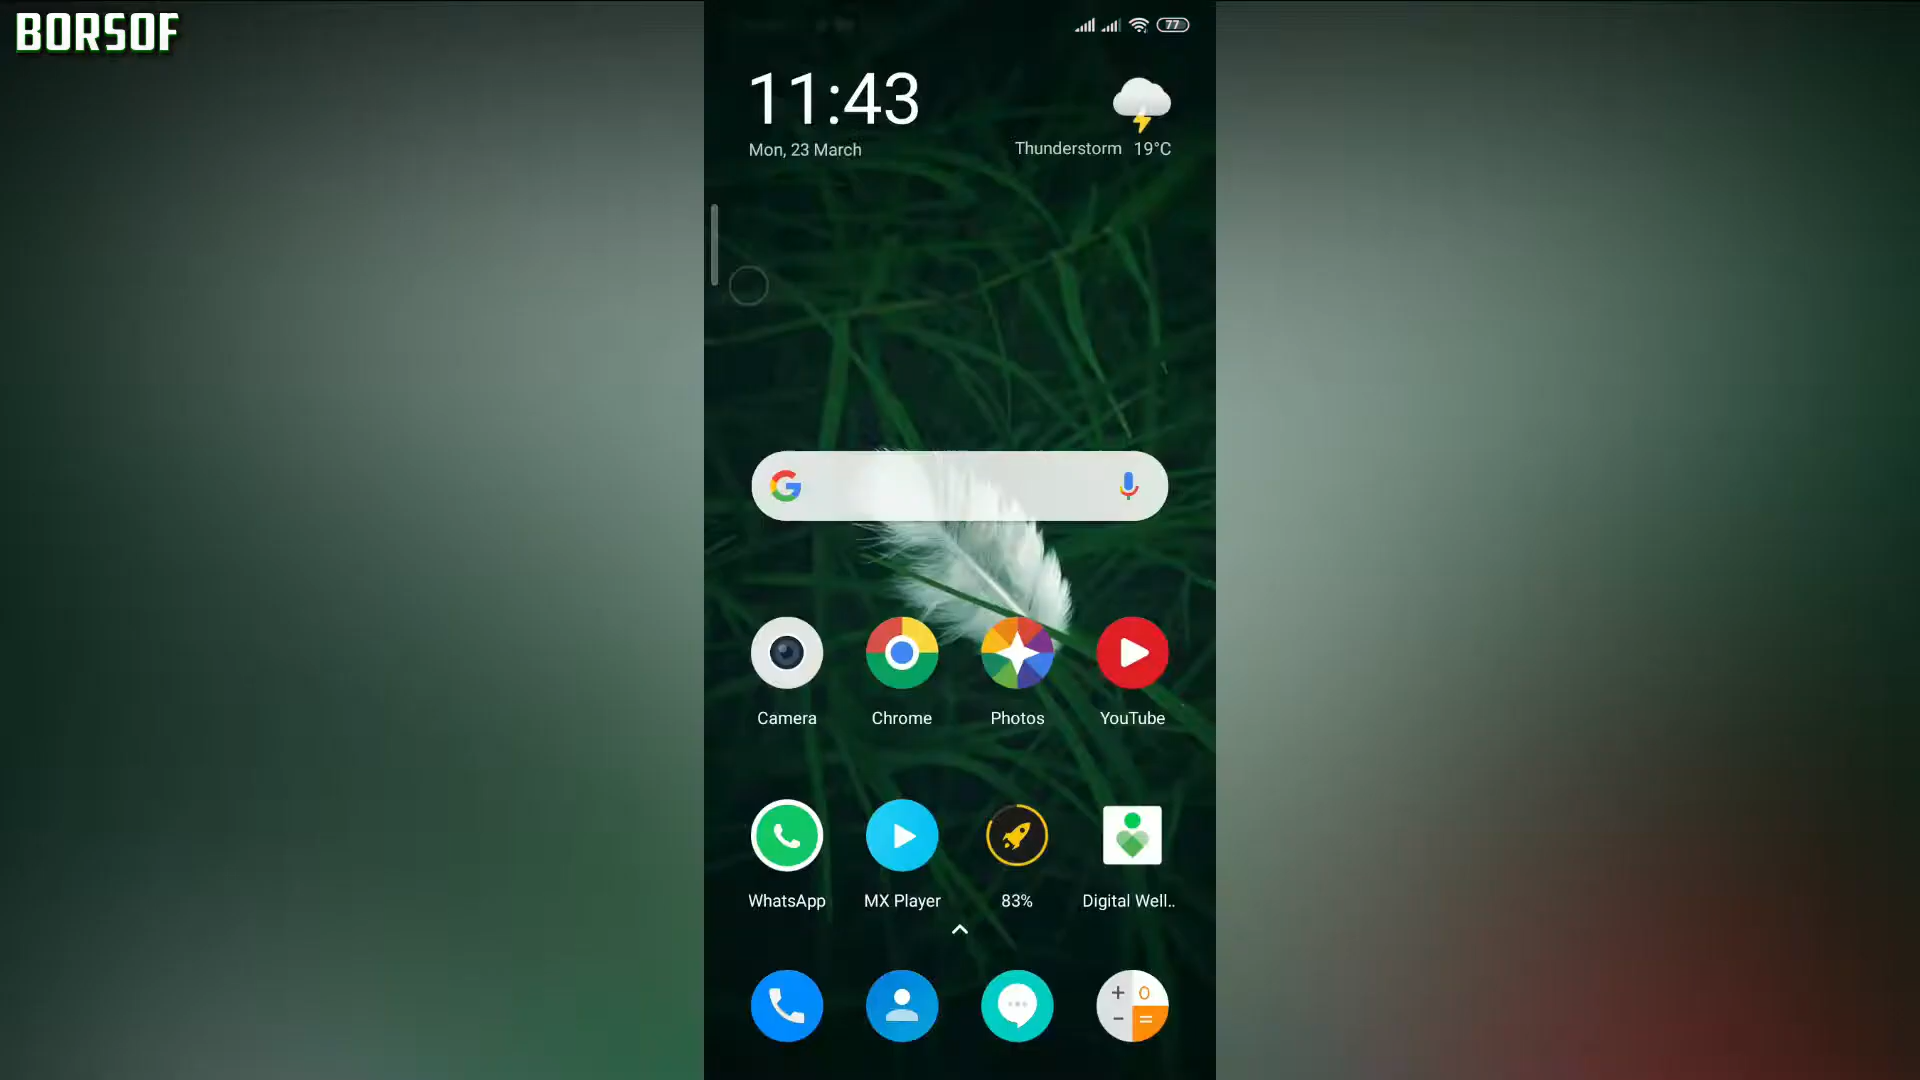 BORSOF
77
11:43
Mon, 23 March
Thunderstorm 19°C
Camera
Chrome
Photos
YouTube
WhatsApp
MX Player
83%
Digital Well..